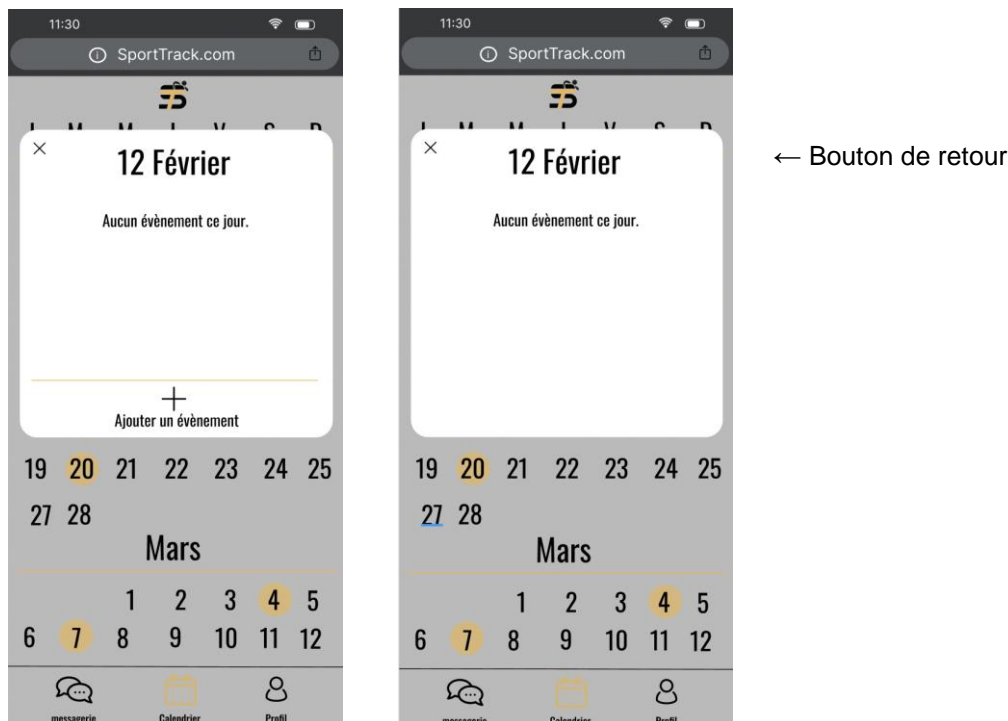 11:30
SportTrack.com
12 Février
Aucun évènement ce jour.
Ajouter un évènement
19 20 21 22 23 24 25
27 28
Mars
1 2 3 4 5
6 7 8 9 10 11 12
messagerie Calendrier Profil
11:30
SportTrack.com
12 Février
Aucun évènement ce jour.
19 20 21 22 23 24 25
27 28
Mars
1 2 3 4 5
6 7 8 9 10 11 12
messagerie Calendrier Profil
← Bouton de retour